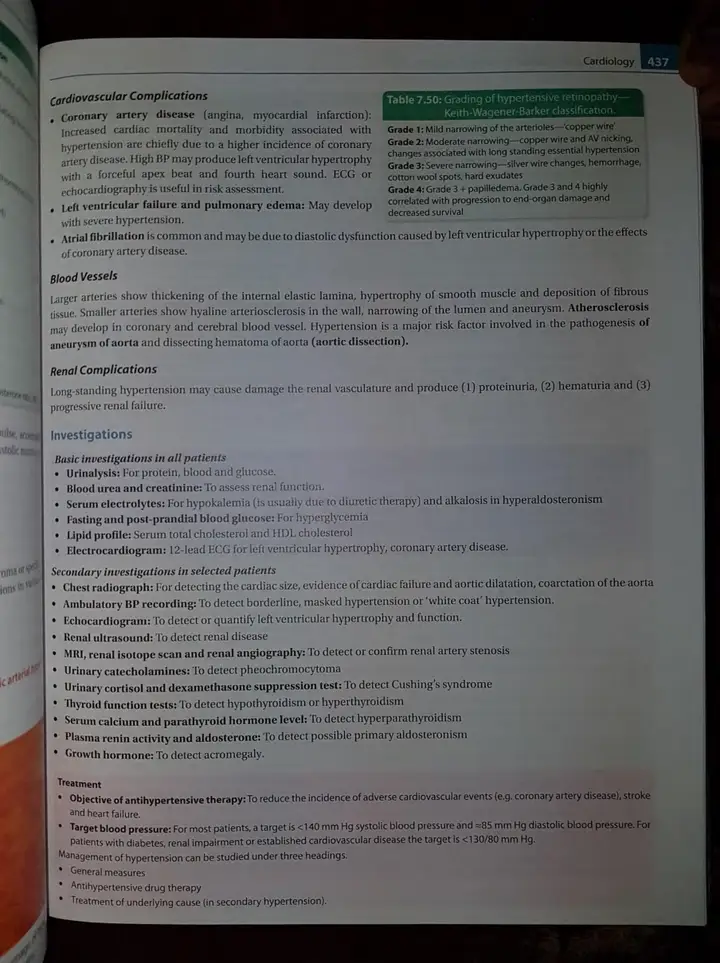 Cardiology 437
Cardiovascular Complications
• Coronary artery disease (angina, myocardial infarction):
Increased cardiac mortality and morbidity associated with
hypertension are chiefly due to a higher incidence of coronary
artery disease. High BP may produce left ventricular hypertrophy
with a forceful apex beat and fourth heart sound. ECG or
echocardiography is useful in risk assessment.
• Left ventricular failure and pulmonary edema: May develop
with severe hypertension.
Table 7.50: Grading of hypertensive retinopathy—
Keith-Wagener-Barker classification.
Grade 1: Mild narrowing of the arterioles—'copper wire'
Grade 2: Moderate narrowing—copper wire and AV nicking,
changes associated with long standing essential hypertension
Grade 3: Severe narrowing—silver wire changes, hemorrhage,
cotton wool spots, hard exudates
Grade 4: Grade 3 + papilledema. Grade 3 and 4 highly
correlated with progression to end-organ damage and
decreased survival
• Atrial fibrillation is common and may be due to diastolic dysfunction caused by left ventricular hypertrophy or the effects
of coronary artery disease.
Blood Vessels
Larger arteries show thickening of the internal elastic lamina, hypertrophy of smooth muscle and deposition of fibrous
tissue. Smaller arteries show hyaline arteriosclerosis in the wall, narrowing of the lumen and aneurysm. Atherosclerosis
may develop in coronary and cerebral blood vessel. Hypertension is a major risk factor involved in the pathogenesis of
aneurysm of aorta and dissecting hematoma of aorta (aortic dissection).
Renal Complications
Long-standing hypertension may cause damage the renal vasculature and produce (1) proteinuria, (2) hematuria and (3)
progressive renal failure.
Investigations
Basic investigations in all patients
• Urinalysis: For protein, blood and glucose.
• Blood urea and creatinine: To assess renal function.
• Serum electrolytes: For hypokalemia (is usually due to diuretic therapy) and alkalosis in hyperaldosteronism
• Fasting and post-prandial blood glucose: For hyperglycemia
• Lipid profile: Serum total cholesterol and HDL cholesterol
• Electrocardiogram: 12-lead ECG for left ventricular hypertrophy, coronary artery disease.
Secondary investigations in selected patients
• Chest radiograph: For detecting the cardiac size, evidence of cardiac failure and aortic dilatation, coarctation of the aorta
• Ambulatory BP recording: To detect borderline, masked hypertension or 'white coat' hypertension.
• Echocardiogram: To detect or quantify left ventricular hypertrophy and function.
• Renal ultrasound: To detect renal disease
• MRI, renal isotope scan and renal angiography: To detect or confirm renal artery stenosis
• Urinary catecholamines: To detect pheochromocytoma
• Urinary cortisol and dexamethasone suppression test: To detect Cushing's syndrome
• Thyroid function tests: To detect hypothyroidism or hyperthyroidism
• Serum calcium and parathyroid hormone level: To detect hyperparathyroidism
• Plasma renin activity and aldosterone: To detect possible primary aldosteronism
• Growth hormone: To detect acromegaly.
Treatment
• Objective of antihypertensive therapy: To reduce the incidence of adverse cardiovascular events (e.g. coronary artery disease), stroke
and heart failure.
• Target blood pressure: For most patients, a target is <140 mm Hg systolic blood pressure and ≈85 mm Hg diastolic blood pressure. For
patients with diabetes, renal impairment or established cardiovascular disease the target is <130/80 mm Hg.
Management of hypertension can be studied under three headings.
• General measures
• Antihypertensive drug therapy
• Treatment of underlying cause (in secondary hypertension).